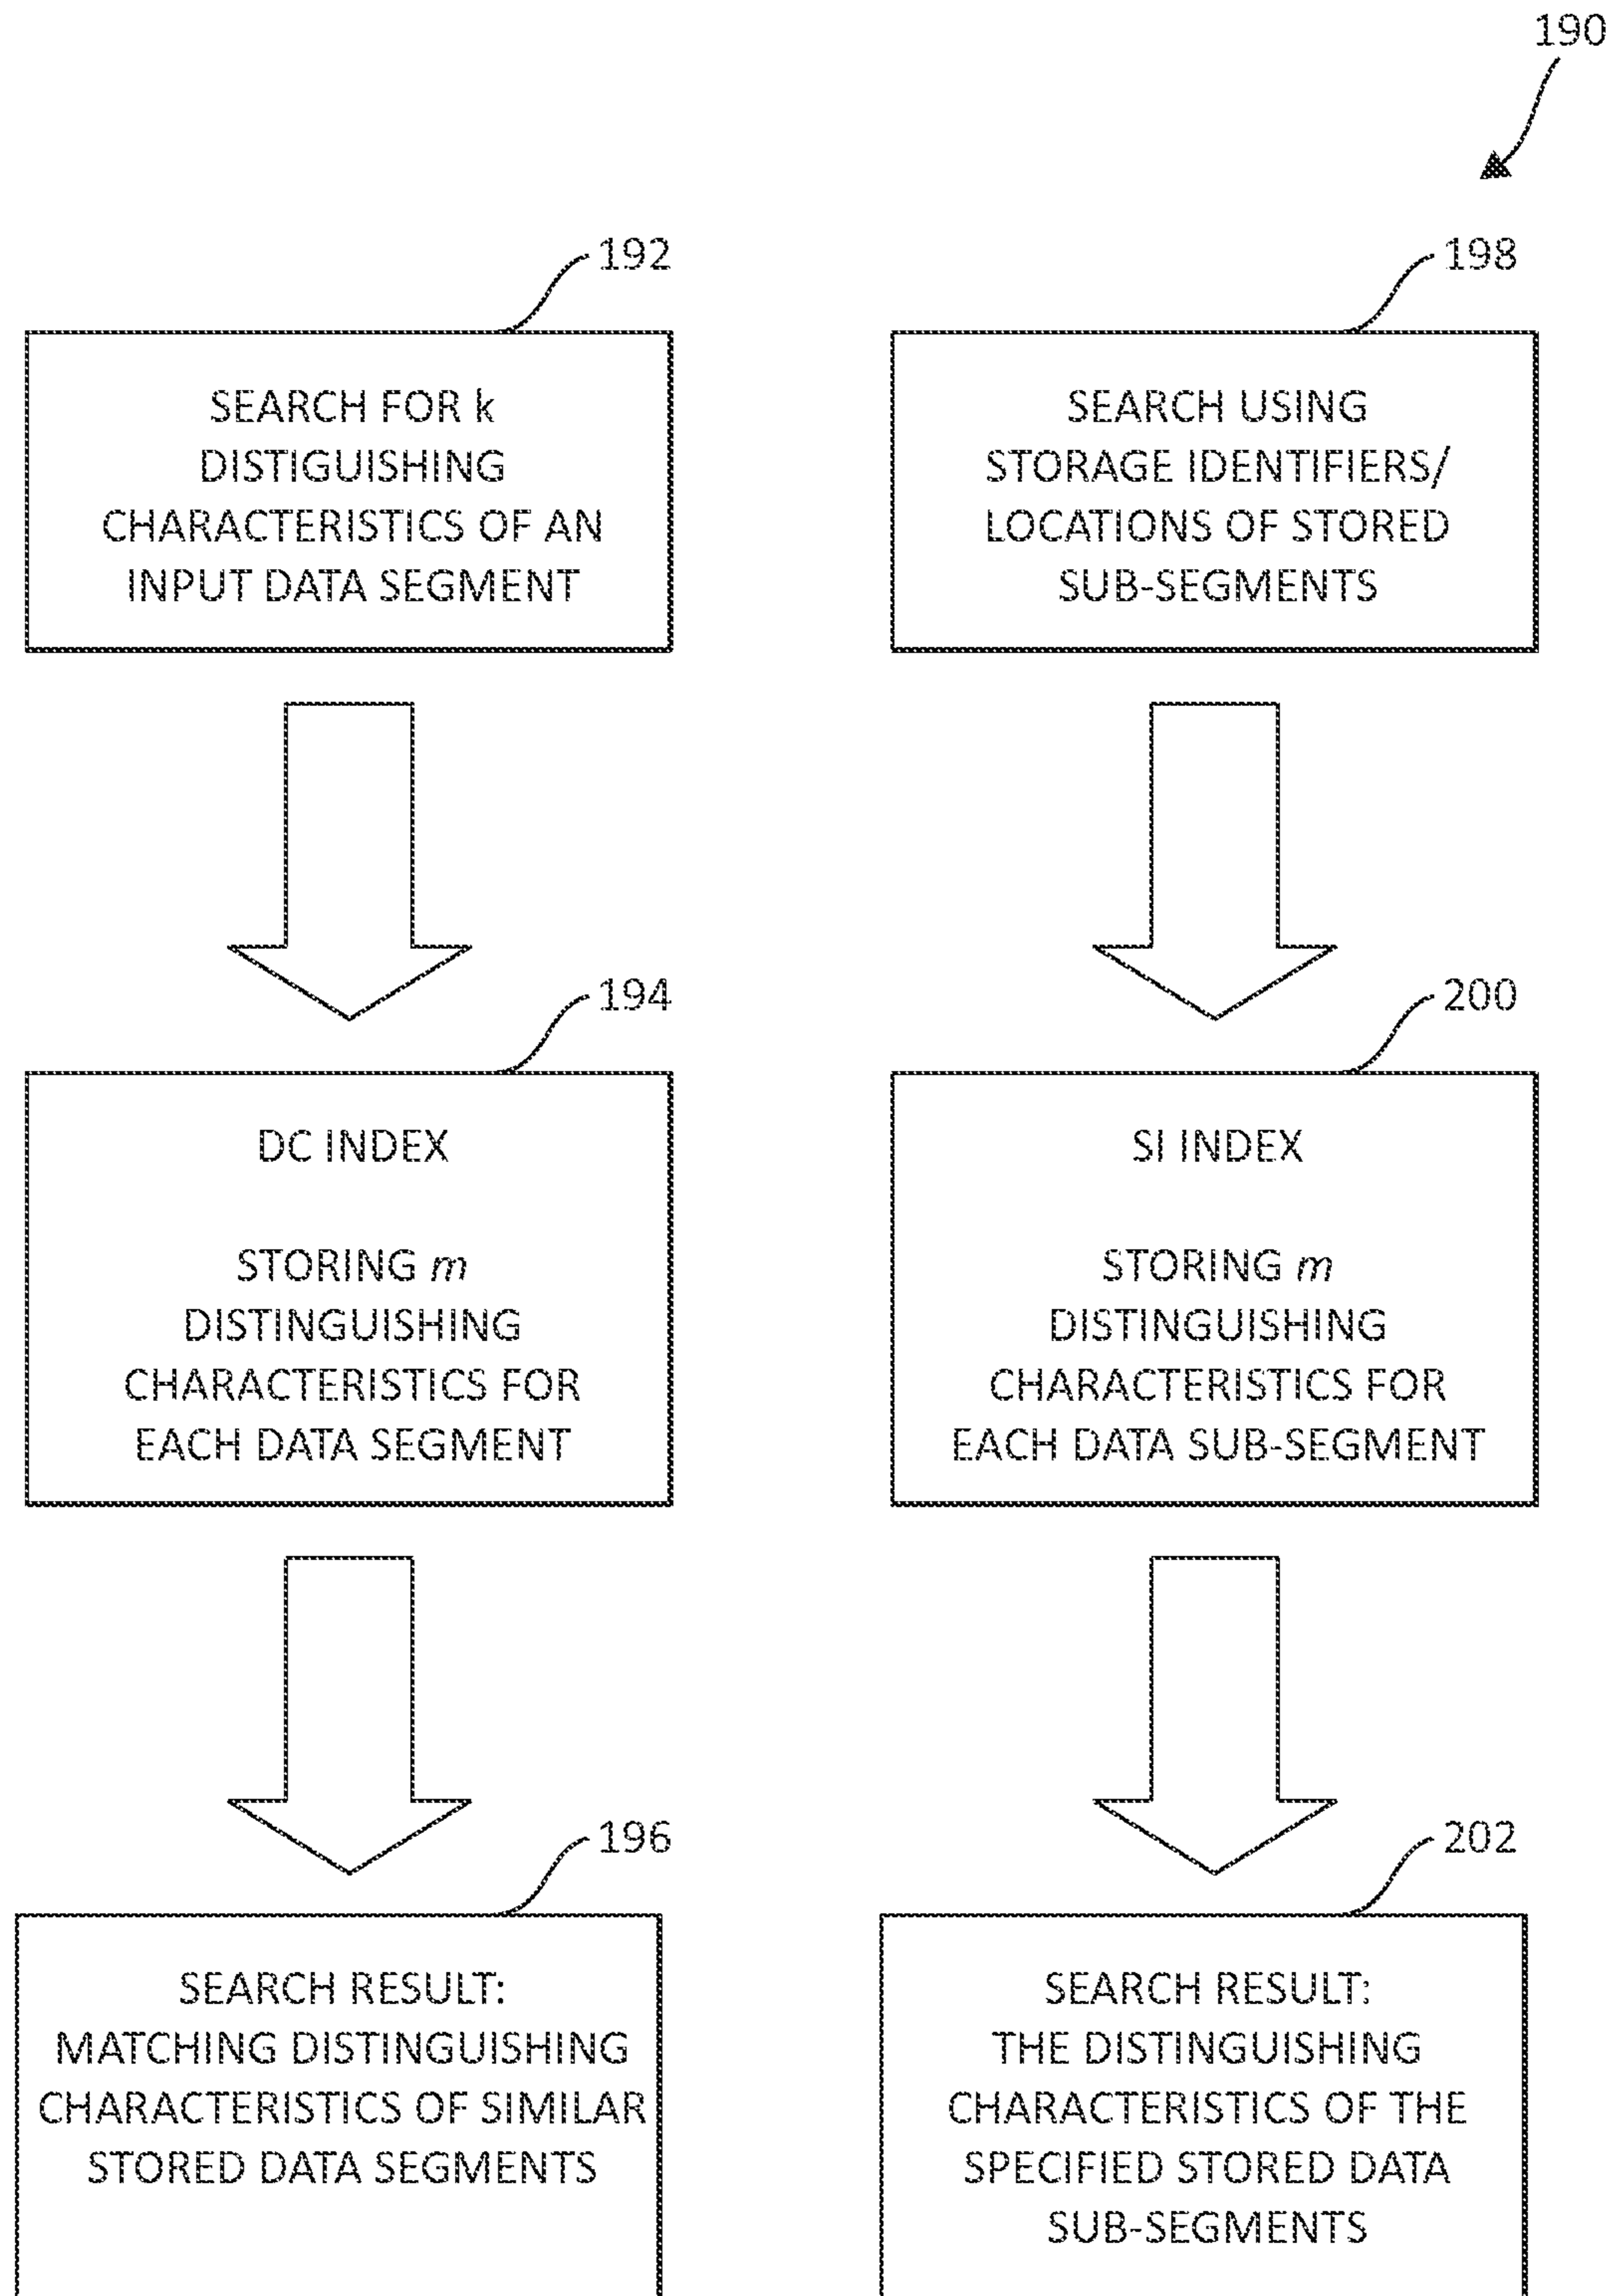 190
192
SEARCH FOR k
DISTIGUISHING
CHARACTERISTICS OF AN
INPUT DATA SEGMENT
194
DC INDEX
STORING m
DISTINGUISHING
CHARACTERISTICS FOR
EACH DATA SEGMENT
196
SEARCH RESULT:
MATCHING DISTINGUISHING
CHARACTERISTICS OF SIMILAR
STORED DATA SEGMENTS
198
SEARCH USING
STORAGE IDENTIFIERS/
LOCATIONS OF STORED
SUB-SEGMENTS
200
SI INDEX
STORING m
DISTINGUISHING
CHARACTERISTICS FOR
EACH DATA SUB-SEGMENT
202
SEARCH RESULT:
THE DISTINGUISHING
CHARACTERISTICS OF THE
SPECIFIED STORED DATA
SUB-SEGMENTS